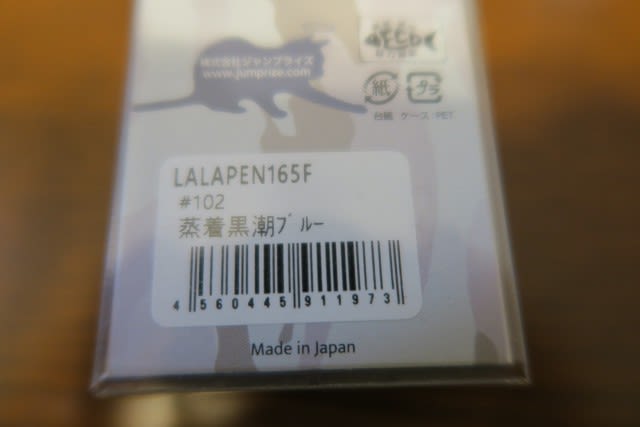 株式会社ジャンプライズ
www.jumprize.com
紙
プラ
台紙 ケース:PET
LALAPEN165F
#102
蒸着黒潮ﾌﾞﾙｰ
4 560445 911973
Made in Japan